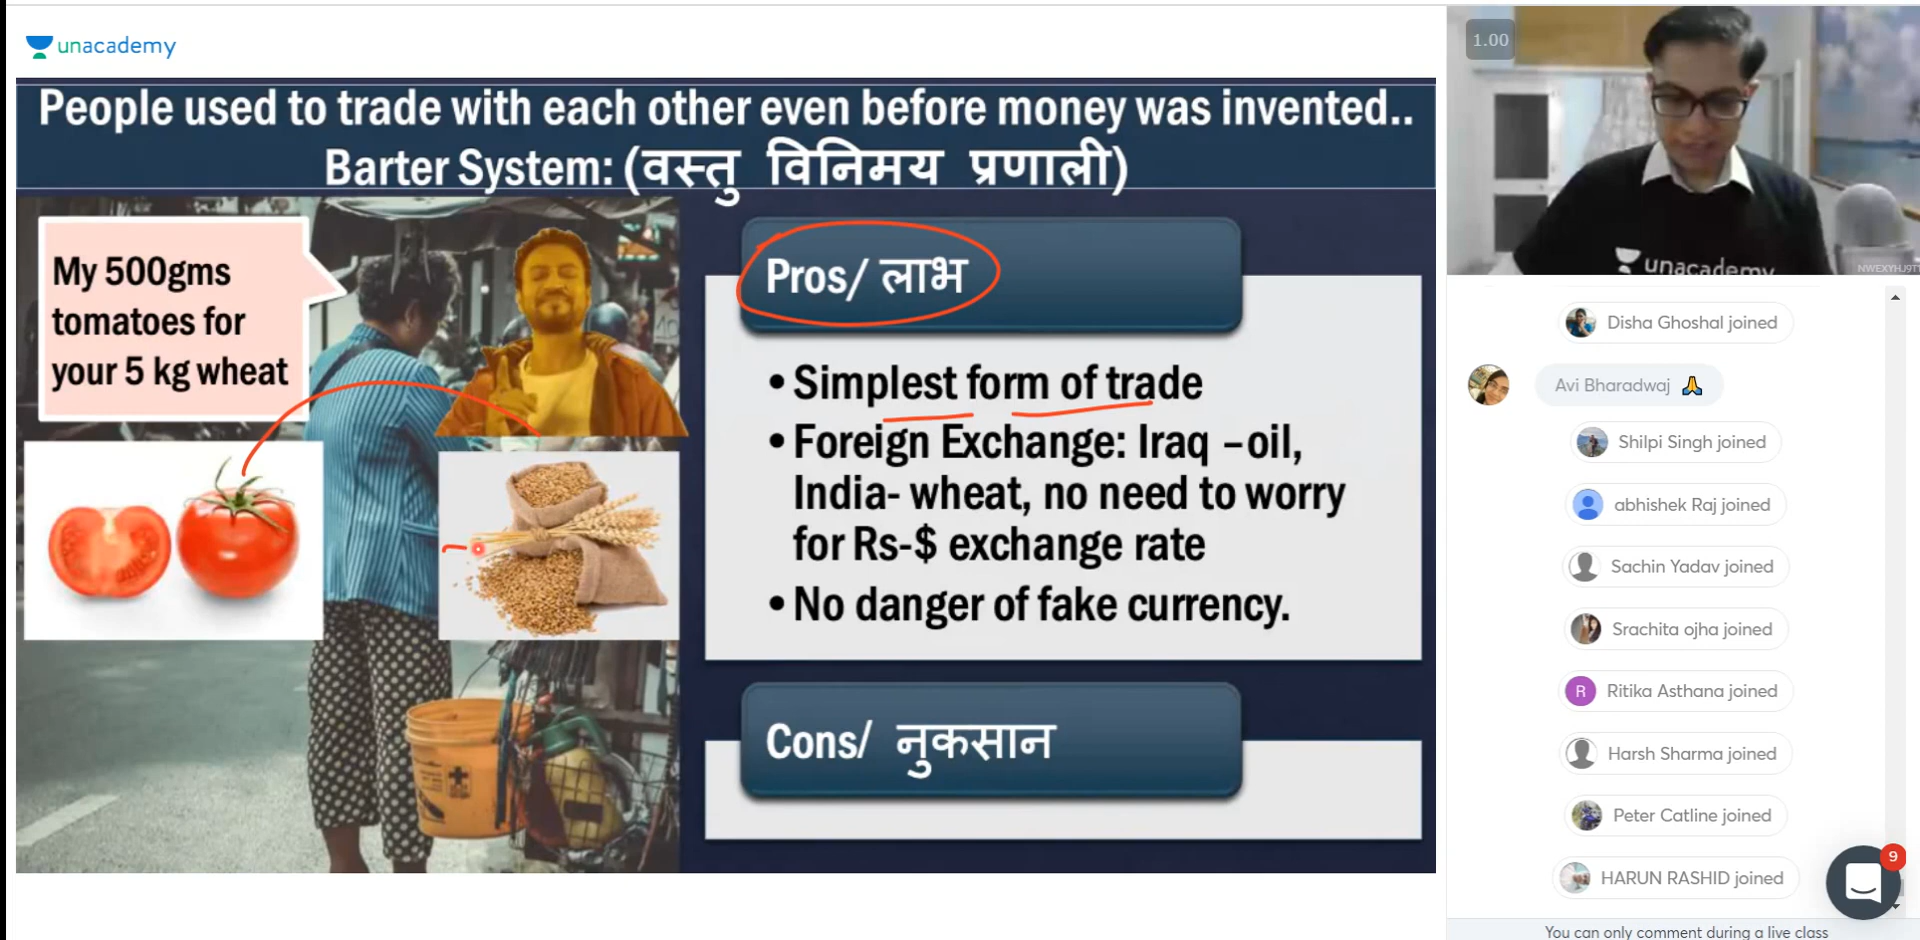 unacademy
People used to trade with each other even before money was invented..
Barter System: (वस्तु विनिमय प्रणाली)
My 500gms
tomatoes for
your 5 kg wheat
Pros/ लाभ
• Simplest form of trade
• Foreign Exchange: Iraq – oil,
India- wheat, no need to worry
for Rs-$ exchange rate
• No danger of fake currency.
Cons/ नुकसान
1.00
unacademy
Disha Ghoshal joined
Avi Bharadwaj 🙏
Shilpi Singh joined
abhishek Raj joined
Sachin Yadav joined
Srachita ojha joined
R Ritika Asthana joined
Harsh Sharma joined
Peter Catline joined
HARUN RASHID joined
9
You can only comment during a live class